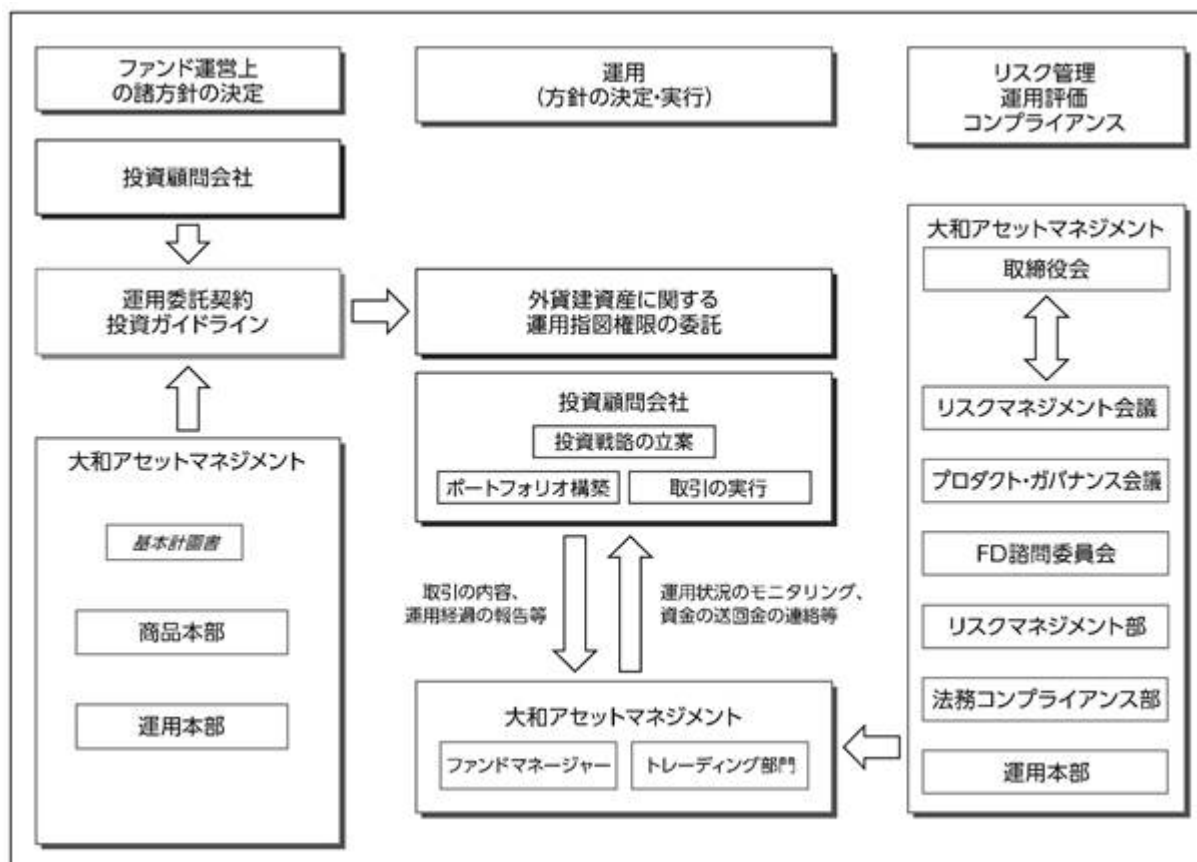 ファンド運営上
の諸方針の決定
投資顧問会社
運用委託契約
投資ガイドライン
大和アセットマネジメント
基本計画書
商品本部
運用本部
運用
(方針の決定・実行)
外貨建資産に関する
運用指図権限の委託
投資顧問会社
投資戦略の立案
ポートフォリオ構築
取引の実行
取引の内容、
運用経過の報告等
運用状況のモニタリング、
資金の送回金の連絡等
大和アセットマネジメント
ファンドマネージャー
トレーディング部門
リスク管理
運用評価
コンプライアンス
大和アセットマネジメント
取締役会
リスクマネジメント会議
プロダクト・ガバナンス会議
FD諮問委員会
リスクマネジメント部
法務コンプライアンス部
運用本部